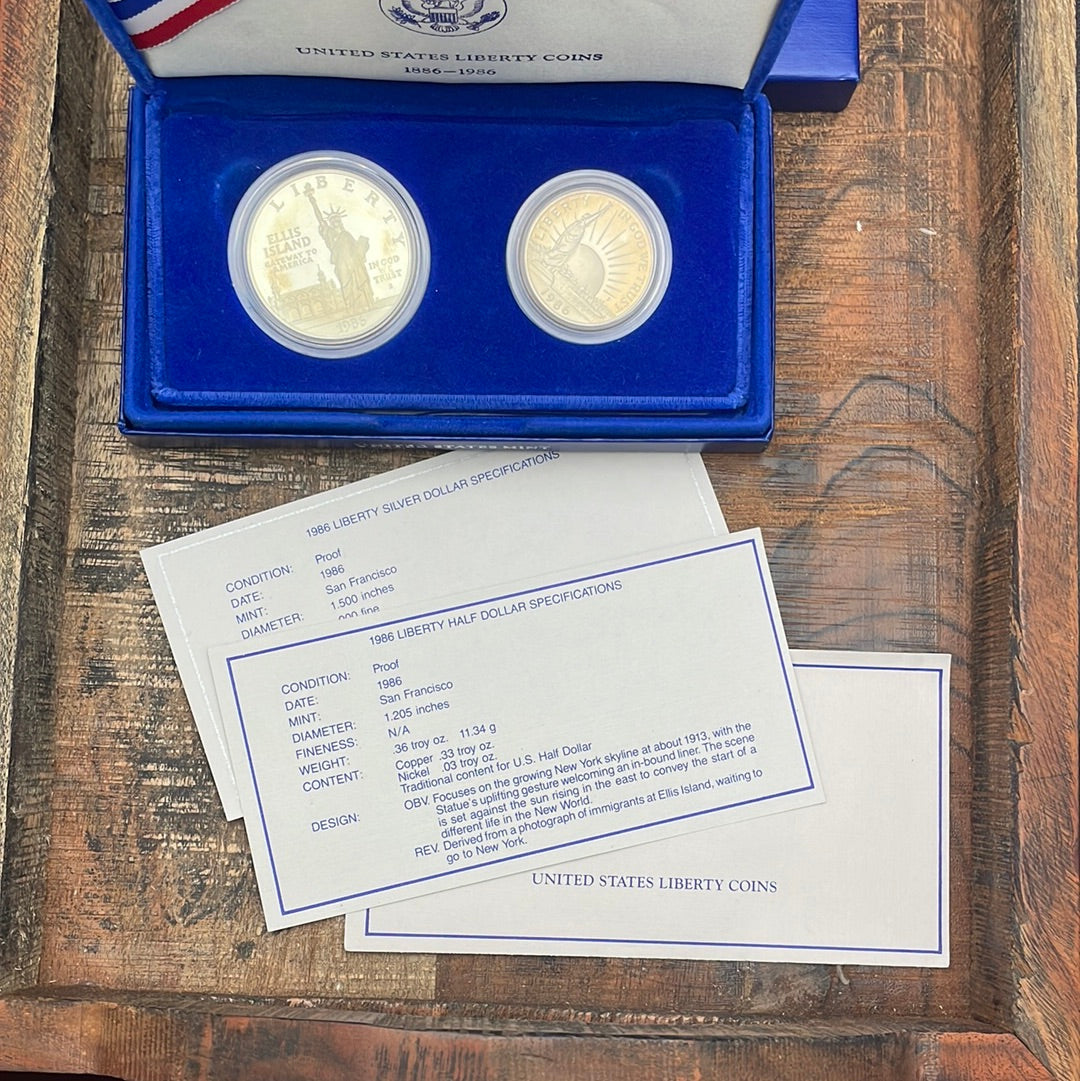 UNITED STATES LIBERTY COINS
1886–1986
LIBERTY
ELLIS
ISLAND
GATEWAY TO
AMERICA
IN GOD
WE
TRUST
S
1986
LIBERTY
IN GOD WE TRUST
1986
1986 LIBERTY SILVER DOLLAR SPECIFICATIONS
CONDITION: Proof
DATE: 1986
MINT: San Francisco
DIAMETER: 1.500 inches
.900 fine
1986 LIBERTY HALF DOLLAR SPECIFICATIONS
CONDITION: Proof
DATE: 1986
MINT: San Francisco
DIAMETER: 1.205 inches
FINENESS: N/A
WEIGHT: .36 troy oz. 11.34 g
CONTENT: Copper .33 troy oz.
Nickel .03 troy oz.
Traditional content for U.S. Half Dollar
DESIGN: OBV. Focuses on the growing New York skyline at about 1913, with the
Statue's uplifting gesture welcoming an in-bound liner. The scene
is set against the sun rising in the east to convey the start of a
different life in the New World.
REV. Derived from a photograph of immigrants at Ellis Island, waiting to
go to New York.
UNITED STATES LIBERTY COINS